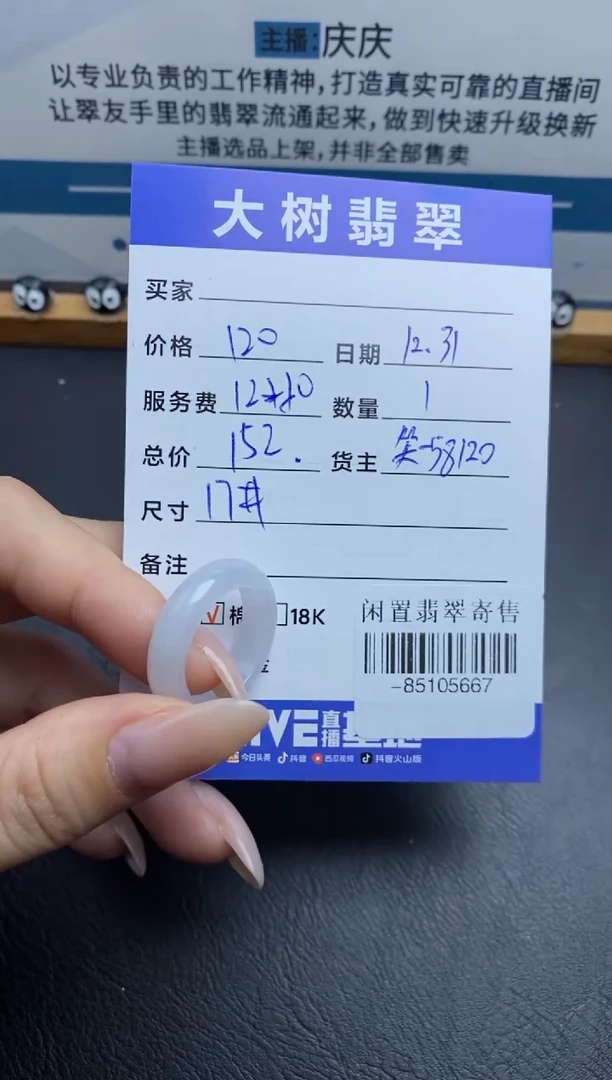 主播:庆庆
以专业负责的工作精神,打造真实可靠的直播间
让翠友手里的翡翠流通起来,做到快速升级换新
主播选品上架,并非全部售卖
大树翡翠
买家
价格 120 日期 12.31
服务费 数量 1
总价 152. 货主 笑-58120
尺寸 17#
备注
棉 18K
闲置翡翠寄售
-85105667
直播
今日头条 抖音 西瓜视频 抖音火山版